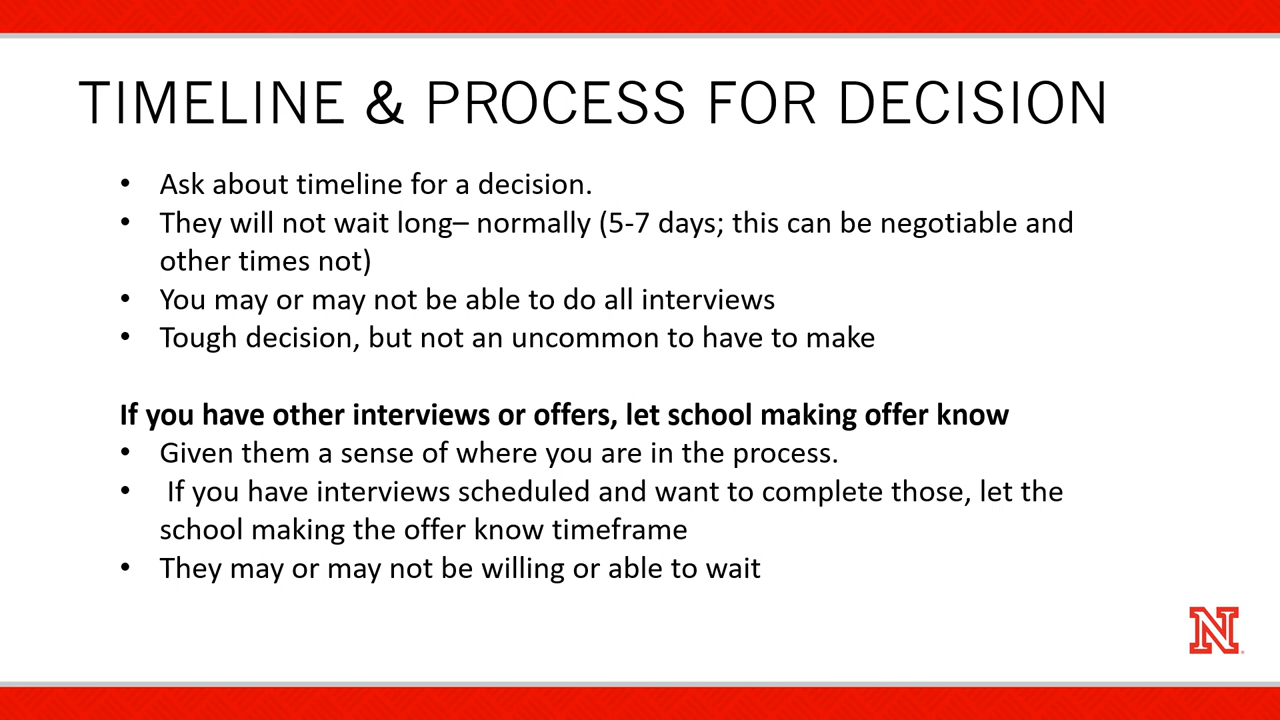 TIMELINE & PROCESS FOR DECISION
• Ask about timeline for a decision.
• They will not wait long– normally (5-7 days; this can be negotiable and
other times not)
• You may or may not be able to do all interviews
• Tough decision, but not an uncommon to have to make
If you have other interviews or offers, let school making offer know
• Given them a sense of where you are in the process.
• If you have interviews scheduled and want to complete those, let the
school making the offer know timeframe
• They may or may not be willing or able to wait
N